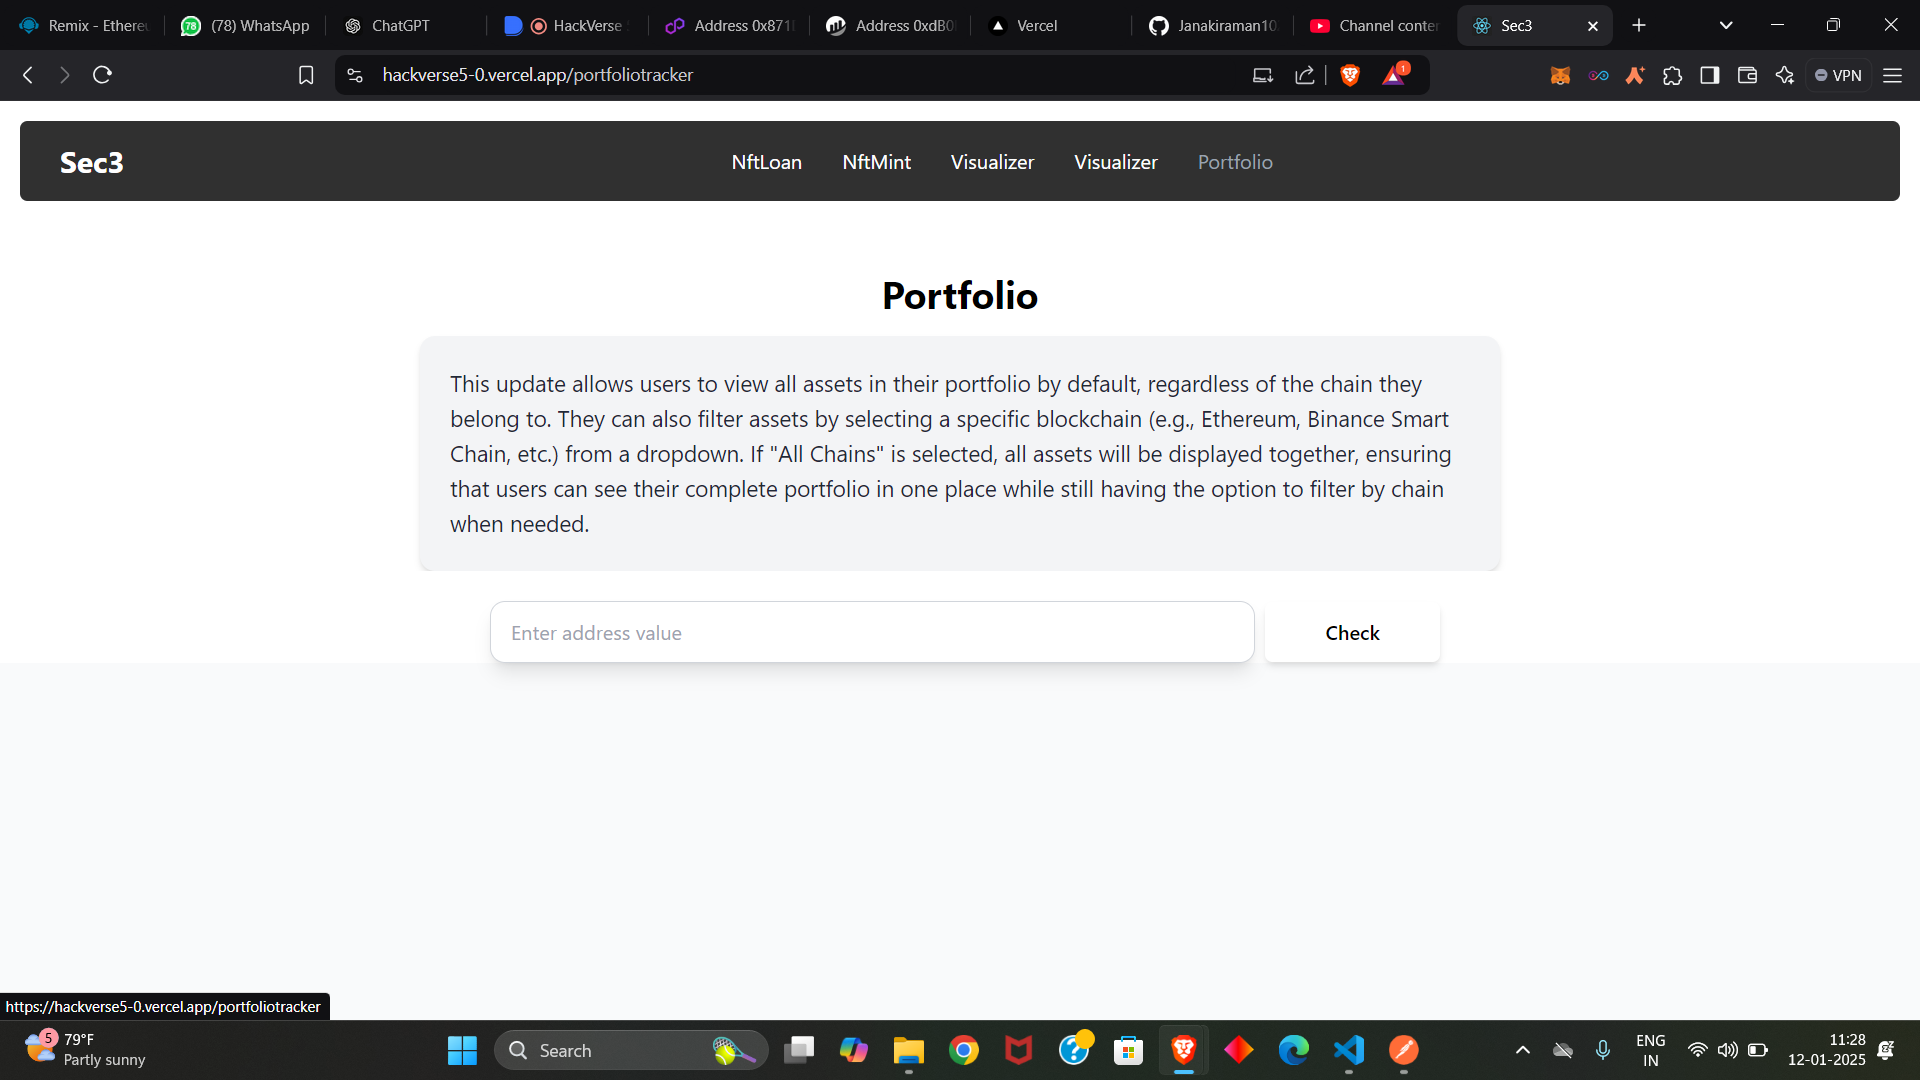 Remix - Ethere
78
(78) WhatsApp
ChatGPT
HackVerse
Address 0x871
Address 0xdB0
Vercel
Janakiraman10
Channel conte
Sec3
hackverse5-0.vercel.app/portfoliotracker
1
VPN
Sec3
NftLoan
NftMint
Visualizer
Visualizer
Portfolio
Portfolio
This update allows users to view all assets in their portfolio by default, regardless of the chain they
belong to. They can also filter assets by selecting a specific blockchain (e.g., Ethereum, Binance Smart
Chain, etc.) from a dropdown. If "All Chains" is selected, all assets will be displayed together, ensuring
that users can see their complete portfolio in one place while still having the option to filter by chain
when needed.
Enter address value
Check
https://hackverse5-0.vercel.app/portfoliotracker
5
79°F
Partly sunny
Search
ENG
IN
11:28
12-01-2025